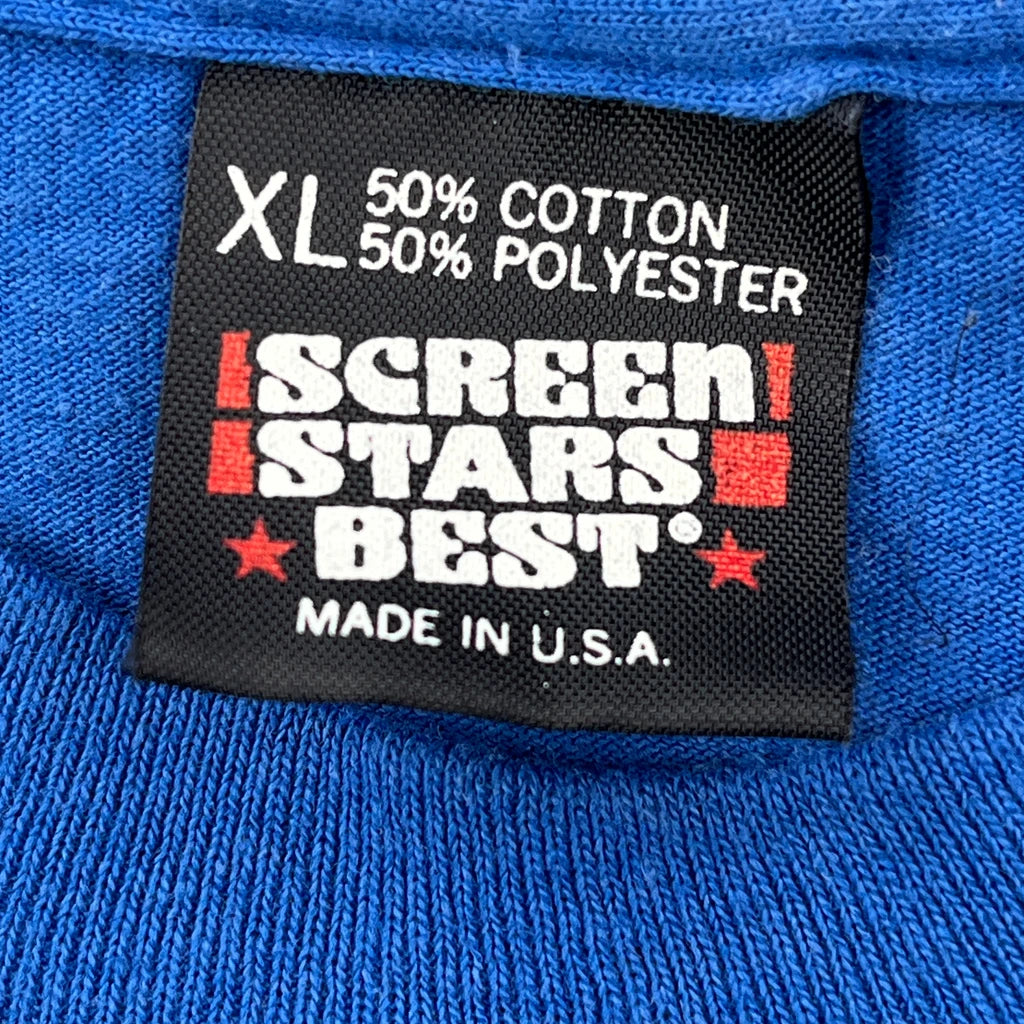 XL 50% COTTON
50% POLYESTER
SCREEN
STARS
BEST®
MADE IN U.S.A.